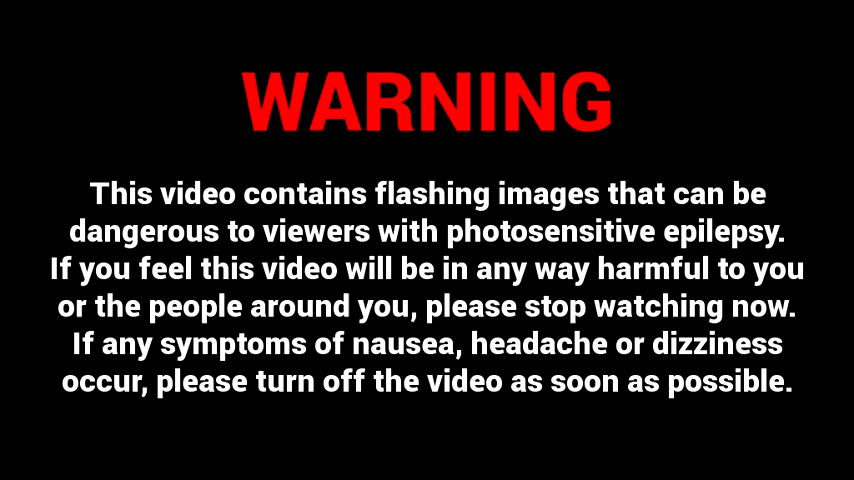 WARNING
This video contains flashing images that can be
dangerous to viewers with photosensitive epilepsy.
If you feel this video will be in any way harmful to you
or the people around you, please stop watching now.
If any symptoms of nausea, headache or dizziness
occur, please turn off the video as soon as possible.